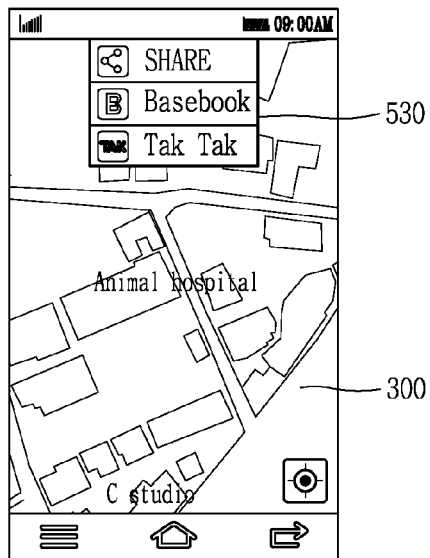 09:00AM
SHARE
B Basebook
TAK Tak Tak
530
Animal hospital
300
C studio